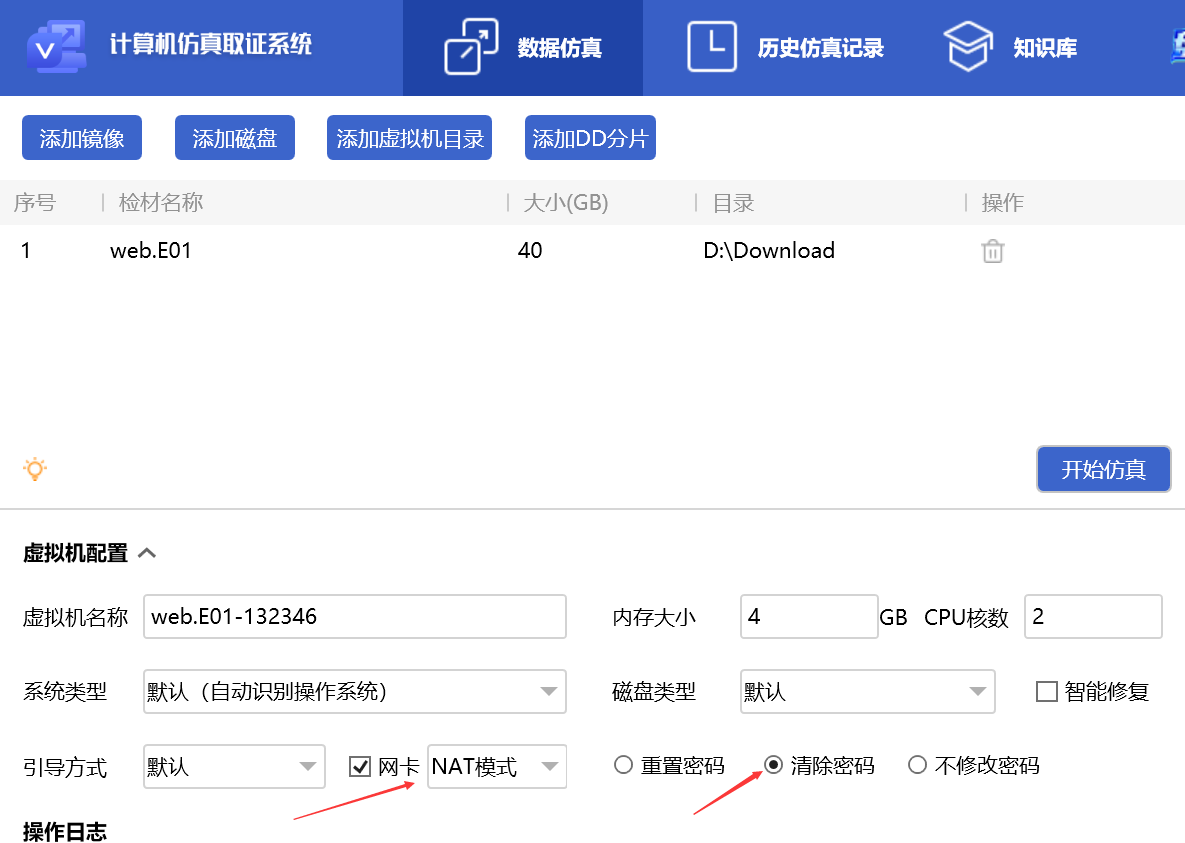 计算机仿真取证系统 数据仿真 历史仿真记录 知识库
添加镜像 添加磁盘 添加虚拟机目录 添加DD分片
序号 检材名称 大小(GB) 目录 操作
1 web.E01 40 D:\Download
开始仿真
虚拟机配置
虚拟机名称 web.E01-132346 内存大小 4 GB CPU核数 2
系统类型 默认（自动识别操作系统） 磁盘类型 默认 智能修复
引导方式 默认 网卡 NAT模式 重置密码 清除密码 不修改密码
操作日志